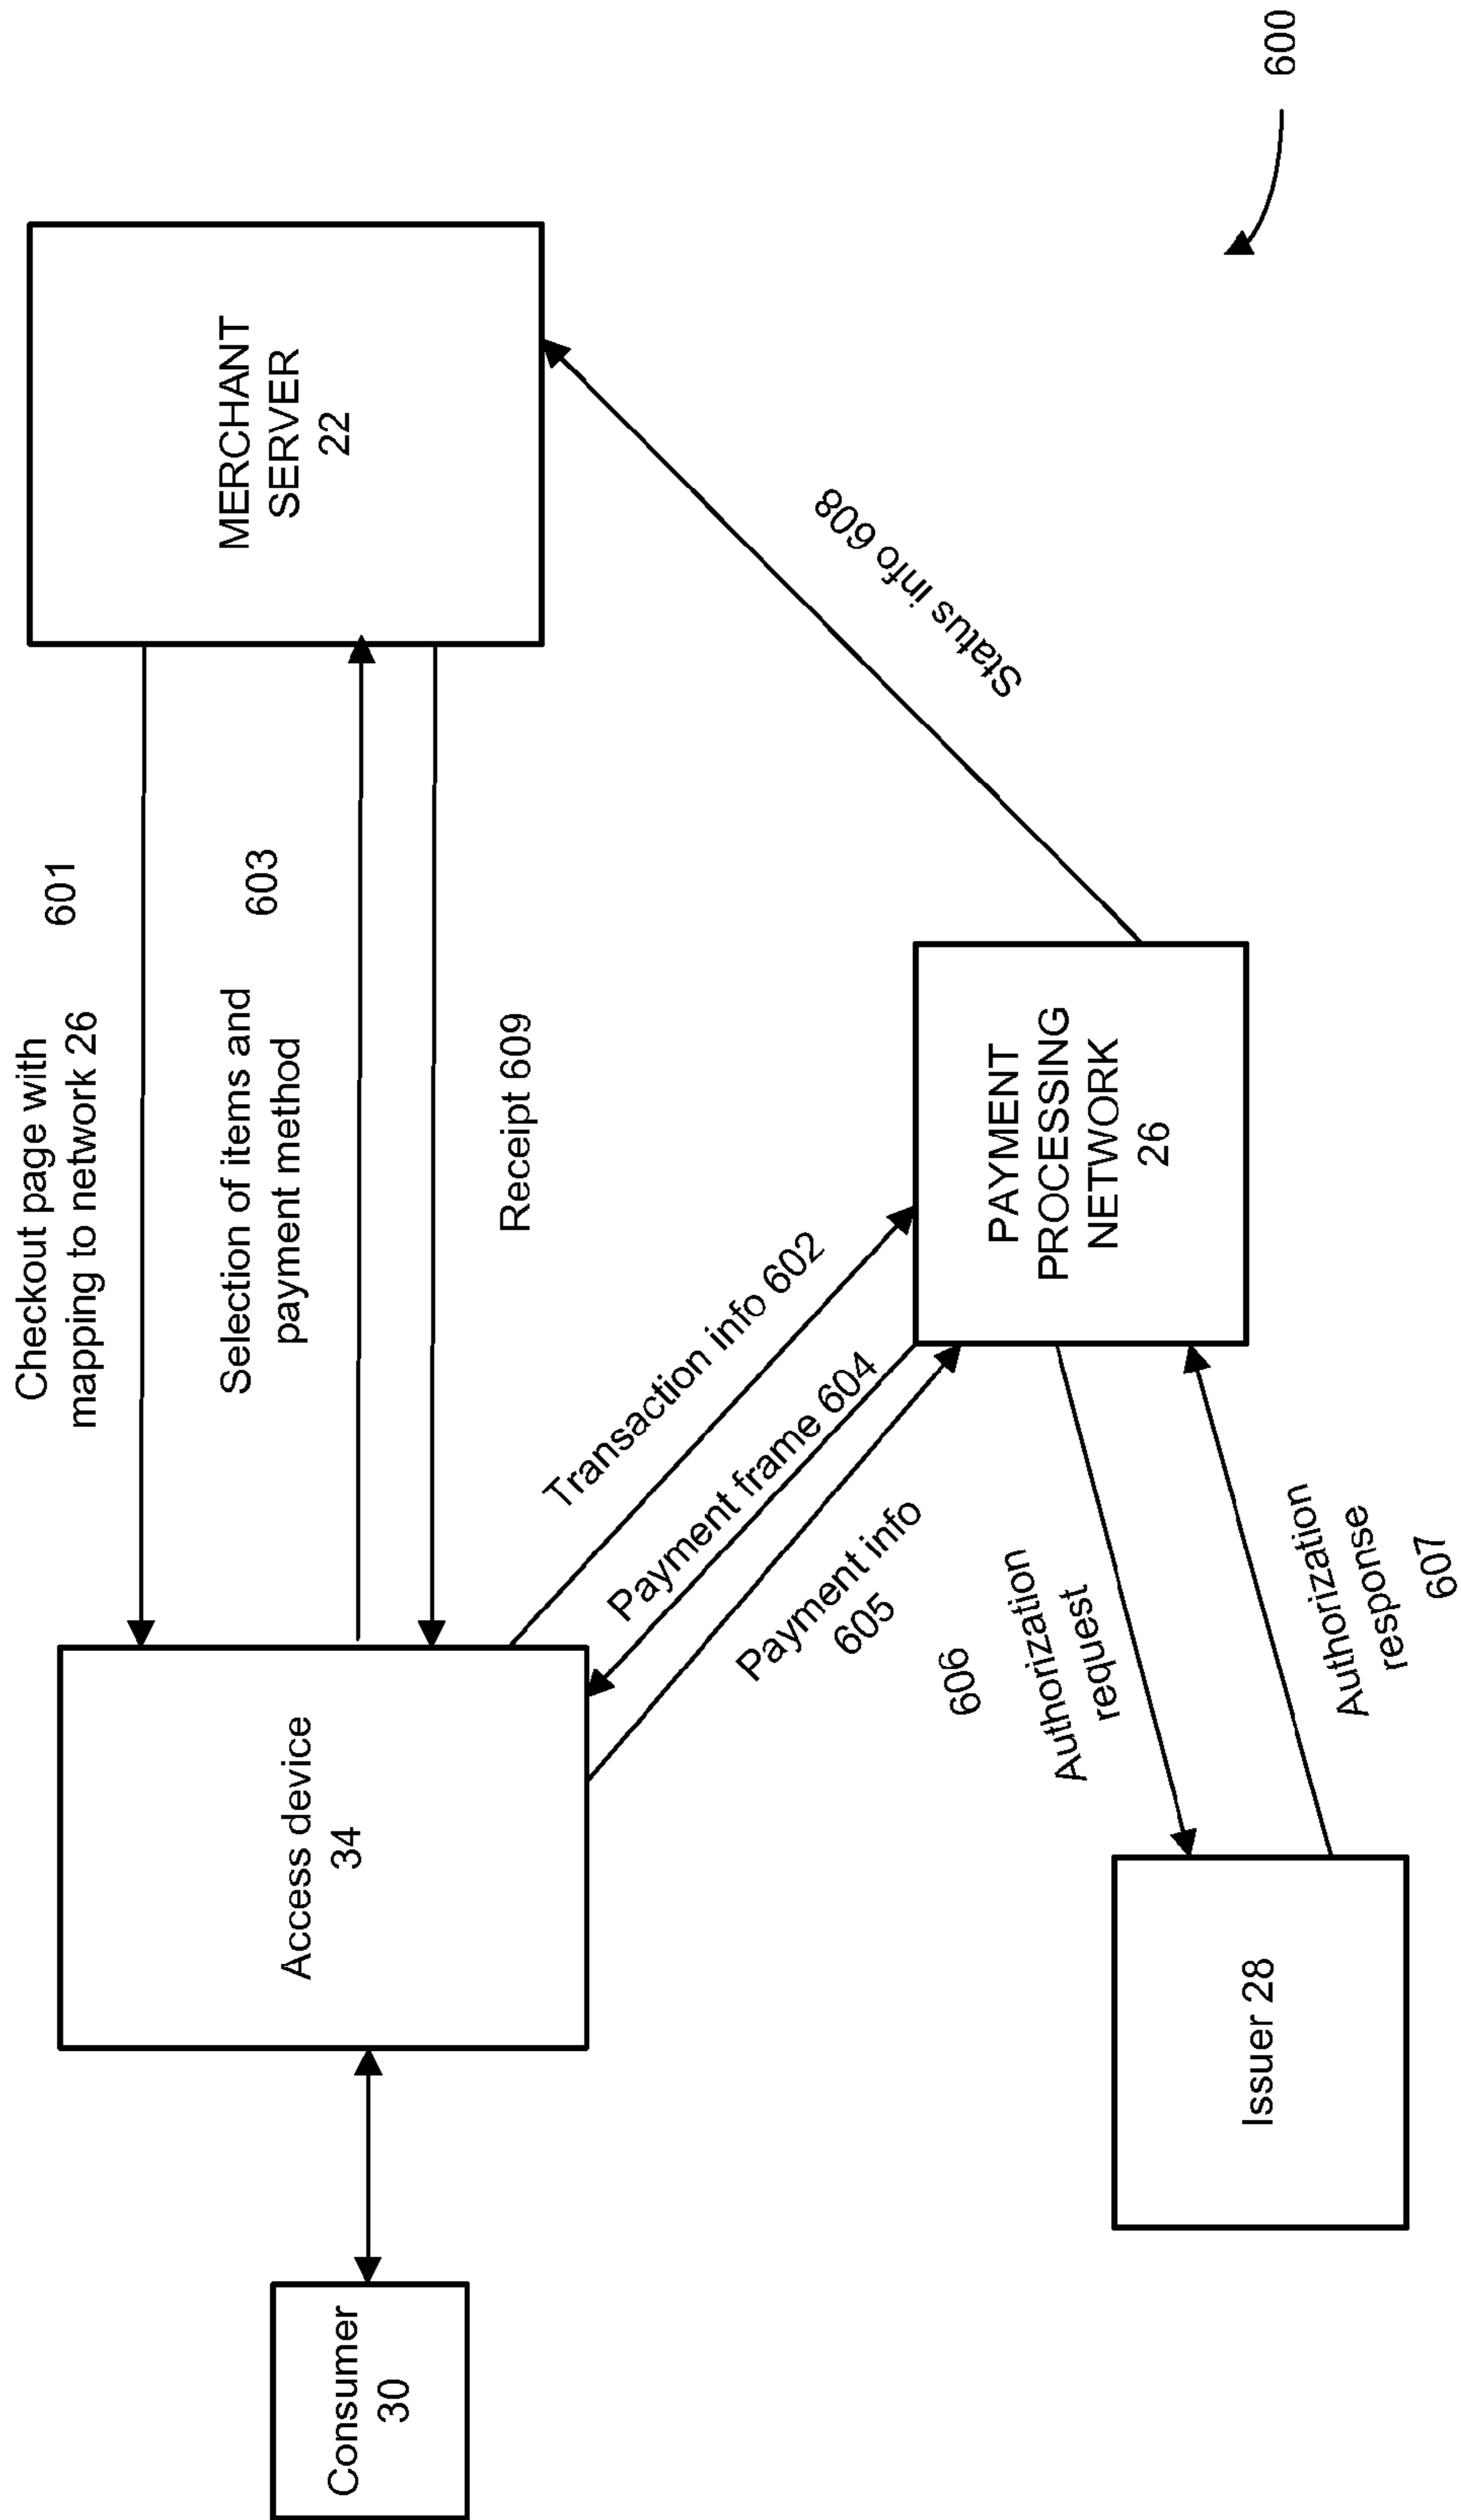 Checkout page with
mapping to network 26
601
Selection of items and
payment method
603
Receipt 609
MERCHANT
SERVER
22
Access device
34
Consumer
30
Transaction info 602
Payment frame 604
Payment info
605
Status info 608
PAYMENT
PROCESSING
NETWORK
26
606
Authorization
request
Authorization
response
607
Issuer 28
600